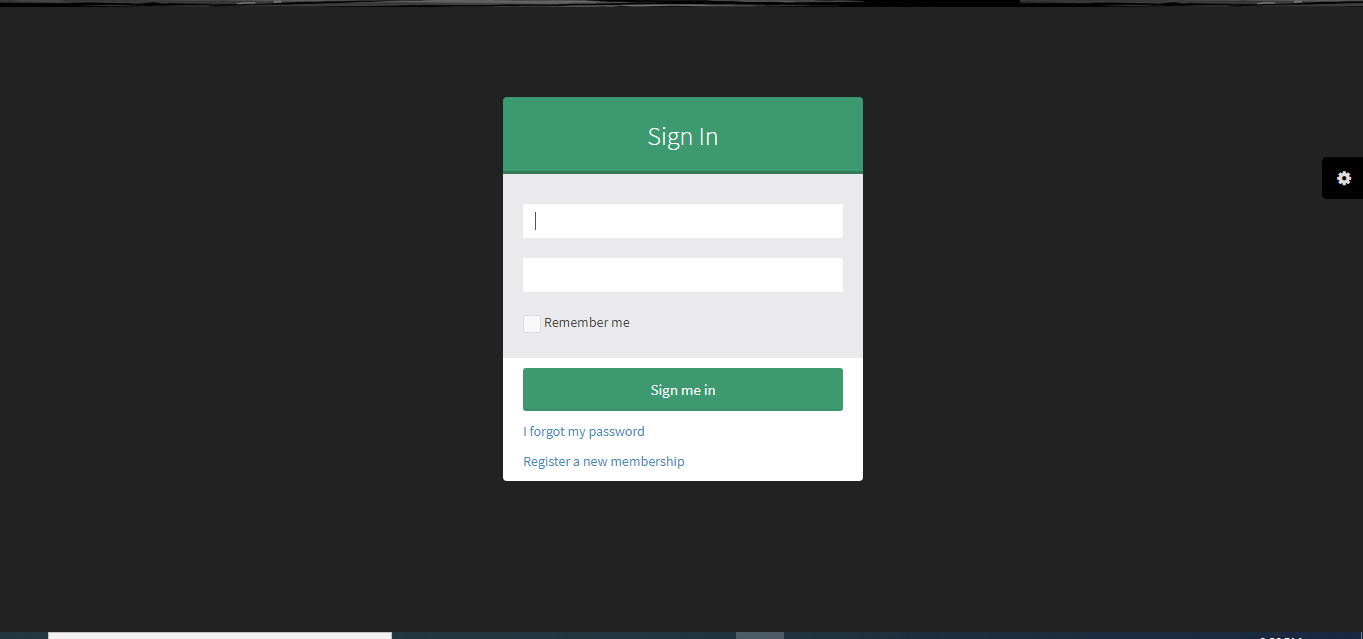 Sign In
Remember me
Sign me in
I forgot my password
Register a new membership